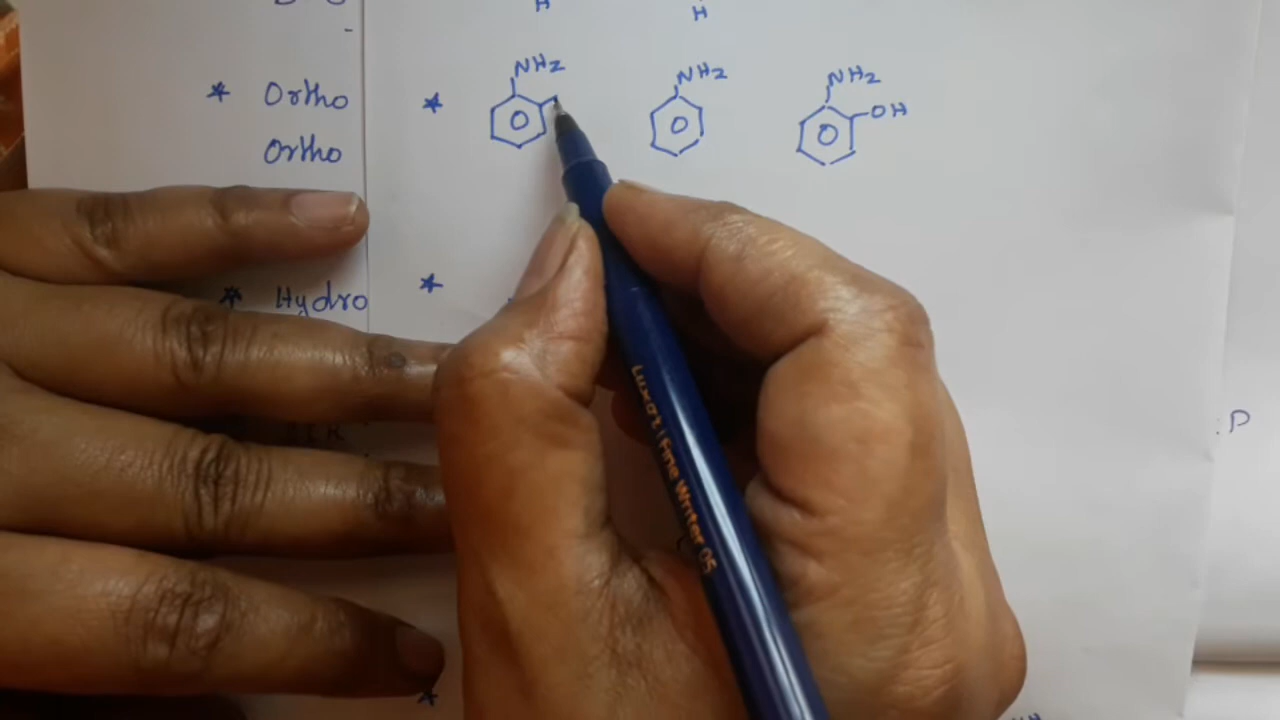 H H
NH2 NH2 NH2
* Ortho * OH
Ortho
* Hydro *
: D
Luxor | Fine Writer 05
*